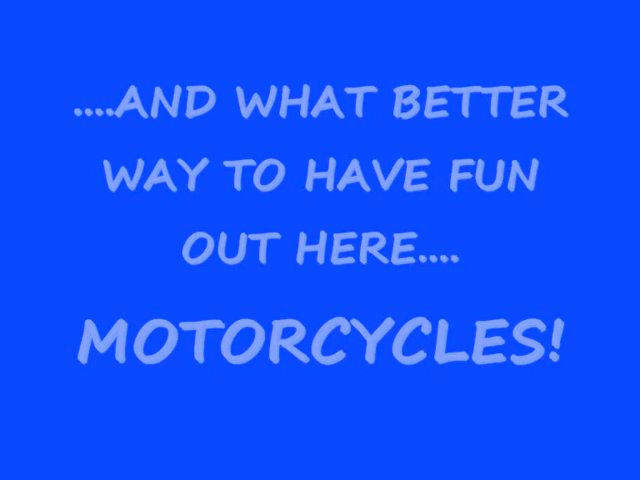 ....AND WHAT BETTER
WAY TO HAVE FUN
OUT HERE....
MOTORCYCLES!